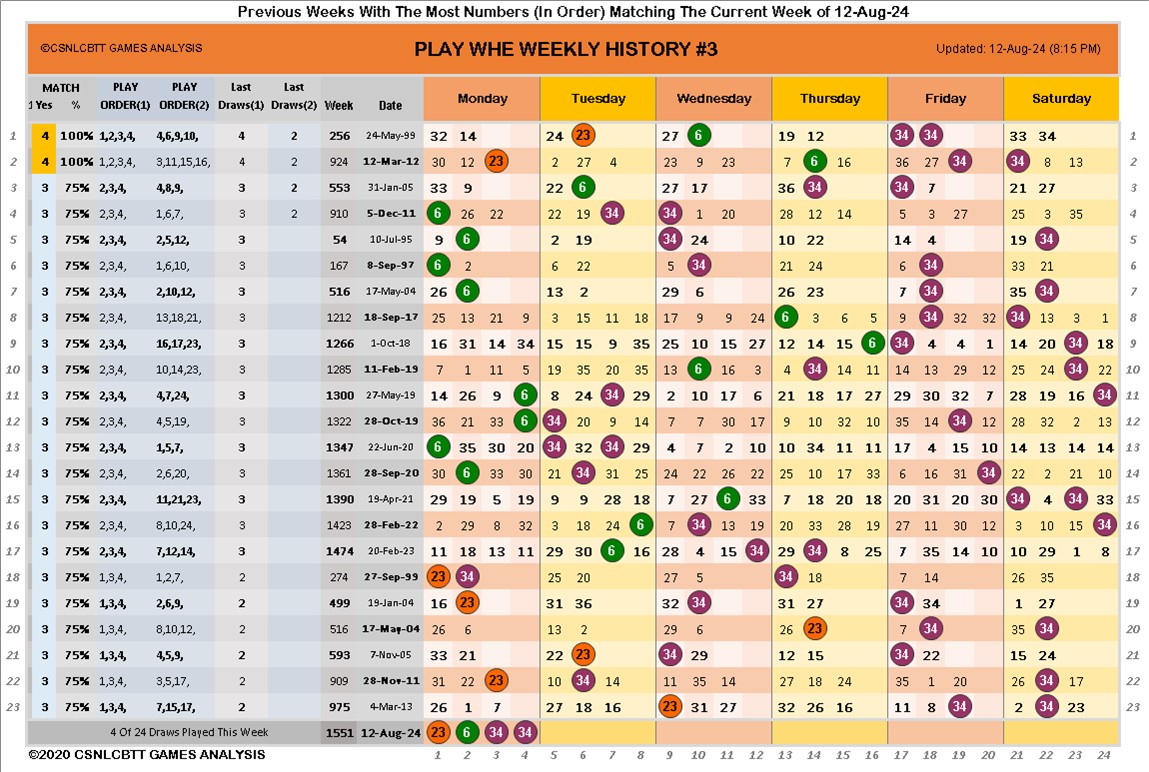 Previous Weeks With The Most Numbers (In Order) Matching The Current Week of 12-Aug-24
©CSNLCBTT GAMES ANALYSIS PLAY WHE WEEKLY HISTORY #3 Updated: 12-Aug-24 (8:15 PM)
MATCH PLAY PLAY Last Last
1 Yes % ORDER(1) ORDER(2) Draws(1) Draws(2) Week Date Monday Tuesday Wednesday Thursday Friday Saturday
1 4 100% 1,2,3,4, 4,6,9,10, 4 2 256 24-May-99 32 14 24 23 27 6 19 12 34 34 33 34 1
2 4 100% 1,2,3,4, 3,11,15,16, 4 2 924 12-Mar-12 30 12 23 2 27 4 23 9 23 7 6 16 36 27 34 34 8 13 2
3 3 75% 2,3,4, 4,8,9, 3 2 553 31-Jan-05 33 9 22 6 27 17 36 34 34 7 21 27 3
4 3 75% 2,3,4, 1,6,7, 3 2 910 5-Dec-11 6 26 22 22 19 34 34 1 20 28 12 14 5 3 27 25 3 35 4
5 3 75% 2,3,4, 2,5,12, 3 54 10-Jul-95 9 6 2 19 34 24 10 22 14 4 19 34 5
6 3 75% 2,3,4, 1,6,10, 3 167 8-Sep-97 6 2 6 22 5 34 21 24 6 34 33 21 6
7 3 75% 2,3,4, 2,10,12, 3 516 17-May-04 26 6 13 2 29 6 26 23 7 34 35 34 7
8 3 75% 2,3,4, 13,18,21, 3 1212 18-Sep-17 25 13 21 9 3 15 11 18 17 9 9 24 6 3 6 5 9 34 32 32 34 13 3 1 8
9 3 75% 2,3,4, 16,17,23, 3 1266 1-Oct-18 16 31 14 34 15 15 9 35 25 10 15 27 12 14 15 6 34 4 4 1 14 20 34 18 9
10 3 75% 2,3,4, 10,14,23, 3 1285 11-Feb-19 7 1 11 5 19 35 20 35 13 6 16 3 4 34 14 11 14 13 29 12 25 24 34 22 10
11 3 75% 2,3,4, 4,7,24, 3 1300 27-May-19 14 26 9 6 8 24 34 29 2 10 17 6 21 18 17 27 29 30 32 7 28 19 16 34 11
12 3 75% 2,3,4, 4,5,19, 3 1322 28-Oct-19 36 21 33 6 34 20 9 14 7 7 30 27 9 10 32 10 35 14 34 12 28 32 2 13 12
13 3 75% 2,3,4, 1,5,7, 3 1347 22-Jun-20 6 35 30 20 34 32 34 29 4 7 2 10 10 34 11 11 17 4 15 10 14 13 14 14 13
14 3 75% 2,3,4, 2,6,20, 3 1361 28-Sep-20 30 6 33 30 21 34 31 25 24 22 26 22 25 10 17 33 6 16 31 34 22 2 21 10 14
15 3 75% 2,3,4, 11,21,23, 3 1390 19-Apr-21 29 19 5 19 9 9 28 18 7 27 6 33 7 18 20 18 20 31 20 30 34 4 34 33 15
16 3 75% 2,3,4, 8,10,24, 3 1423 28-Feb-22 2 29 8 32 3 18 24 6 7 34 13 19 20 33 28 19 27 11 30 12 3 10 15 34 16
17 3 75% 2,3,4, 7,12,14, 3 1474 20-Feb-23 11 18 13 11 29 30 6 16 28 4 15 34 29 34 8 25 7 35 14 10 10 29 1 8 17
18 3 75% 1,3,4, 1,2,7, 2 274 27-Sep-99 23 34 25 20 27 5 34 18 7 14 26 35 18
19 3 75% 1,3,4, 2,6,9, 2 499 19-Jan-04 16 23 31 36 32 34 31 27 34 34 1 27 19
20 3 75% 1,3,4, 8,10,12, 2 516 17-May-04 26 6 13 2 29 6 26 23 7 34 35 34 20
21 3 75% 1,3,4, 4,5,9, 2 593 7-Nov-05 33 21 22 23 34 29 12 15 34 22 15 24 21
22 3 75% 1,3,4, 3,5,17, 2 909 28-Nov-11 31 22 23 10 34 14 11 35 14 27 18 24 35 1 20 26 34 17 22
23 3 75% 1,3,4, 7,15,17, 2 975 4-Mar-13 26 1 7 27 18 16 23 31 27 32 26 16 11 8 34 2 34 23 23
4 Of 24 Draws Played This Week 1551 12-Aug-24 23 6 34 34
©2020 CSNLCBTT GAMES ANALYSIS 1 2 3 4 5 6 7 8 9 10 11 12 13 14 15 16 17 18 19 20 21 22 23 24